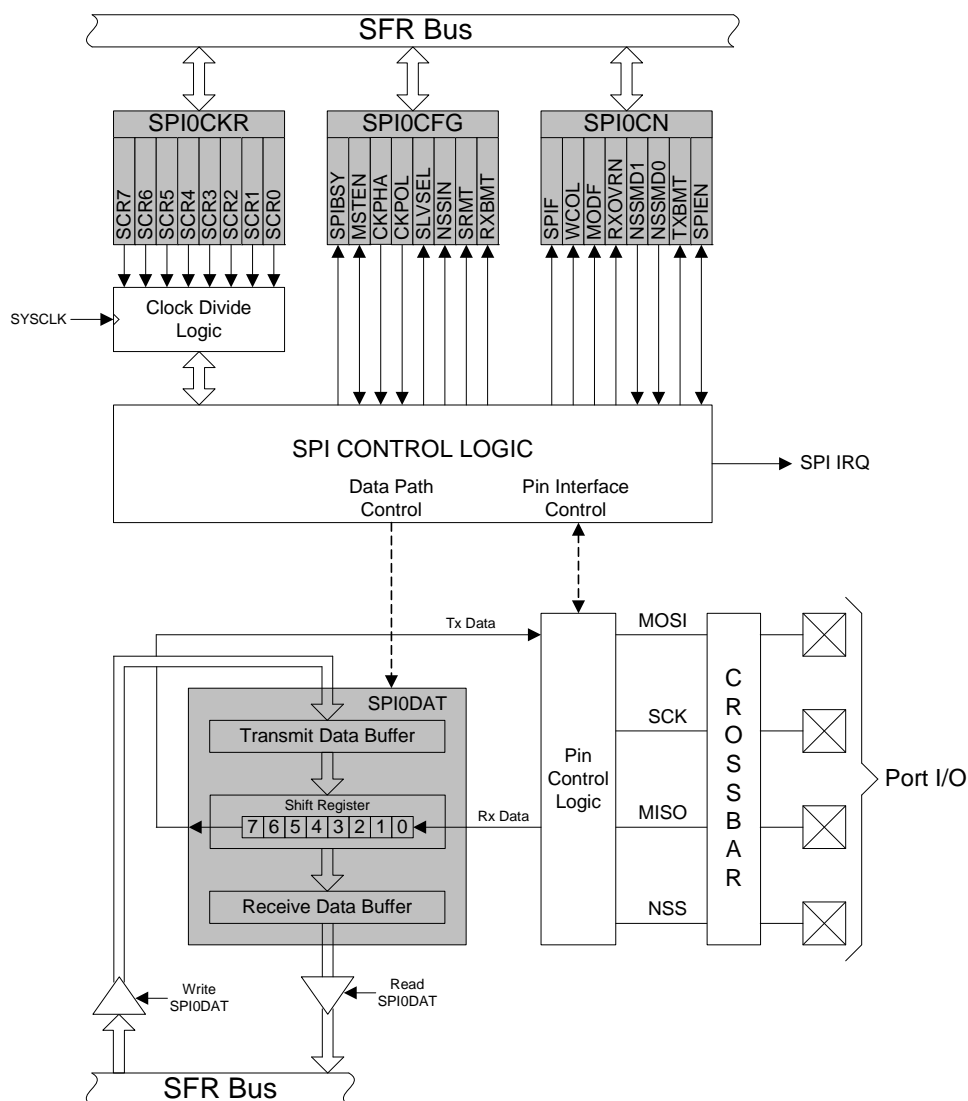 SFR Bus
SPI0CKR
SPI0CFG
SPI0CN
SCR7
SCR6
SCR5
SCR4
SCR3
SCR2
SCR1
SCR0
SPIBSY
MSTEN
CKPHA
CKPOL
SLVSEL
NSSIN
SRMT
RXBMT
SPIF
WCOL
MODF
RXOVRN
NSSMD1
NSSMD0
TXBMT
SPIEN
SYSCLK
Clock Divide
Logic
SPI CONTROL LOGIC
Data Path
Control
Pin Interface
Control
SPI IRQ
Tx Data
MOSI
SPI0DAT
Transmit Data Buffer
SCK
Shift Register
7 6 5 4 3 2 1 0
Rx Data
Pin
Control
Logic
MISO
CROSSBAR
Port I/O
Receive Data Buffer
NSS
Write
SPI0DAT
Read
SPI0DAT
SFR Bus